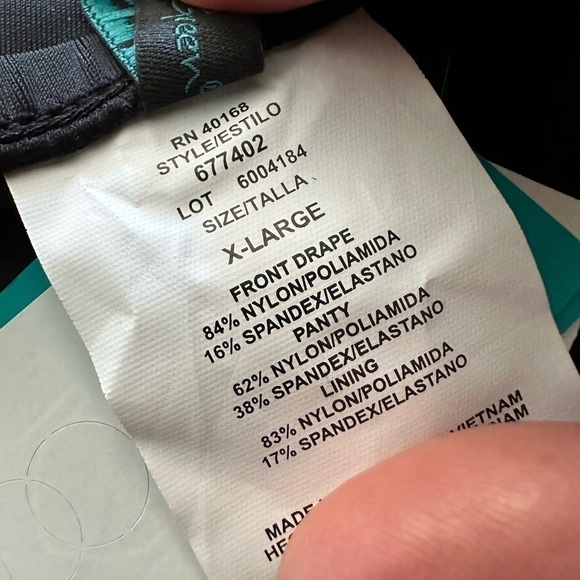 RN 40168
STYLE/ESTILO
677402
LOT 6004184
SIZE/TALLA
X-LARGE
FRONT DRAPE
84% NYLON/POLIAMIDA
16% SPANDEX/ELASTANO
PANTY
62% NYLON/POLIAMIDA
38% SPANDEX/ELASTANO
LINING
83% NYLON/POLIAMIDA
17% SPANDEX/ELASTANO
MADE VIETNAM